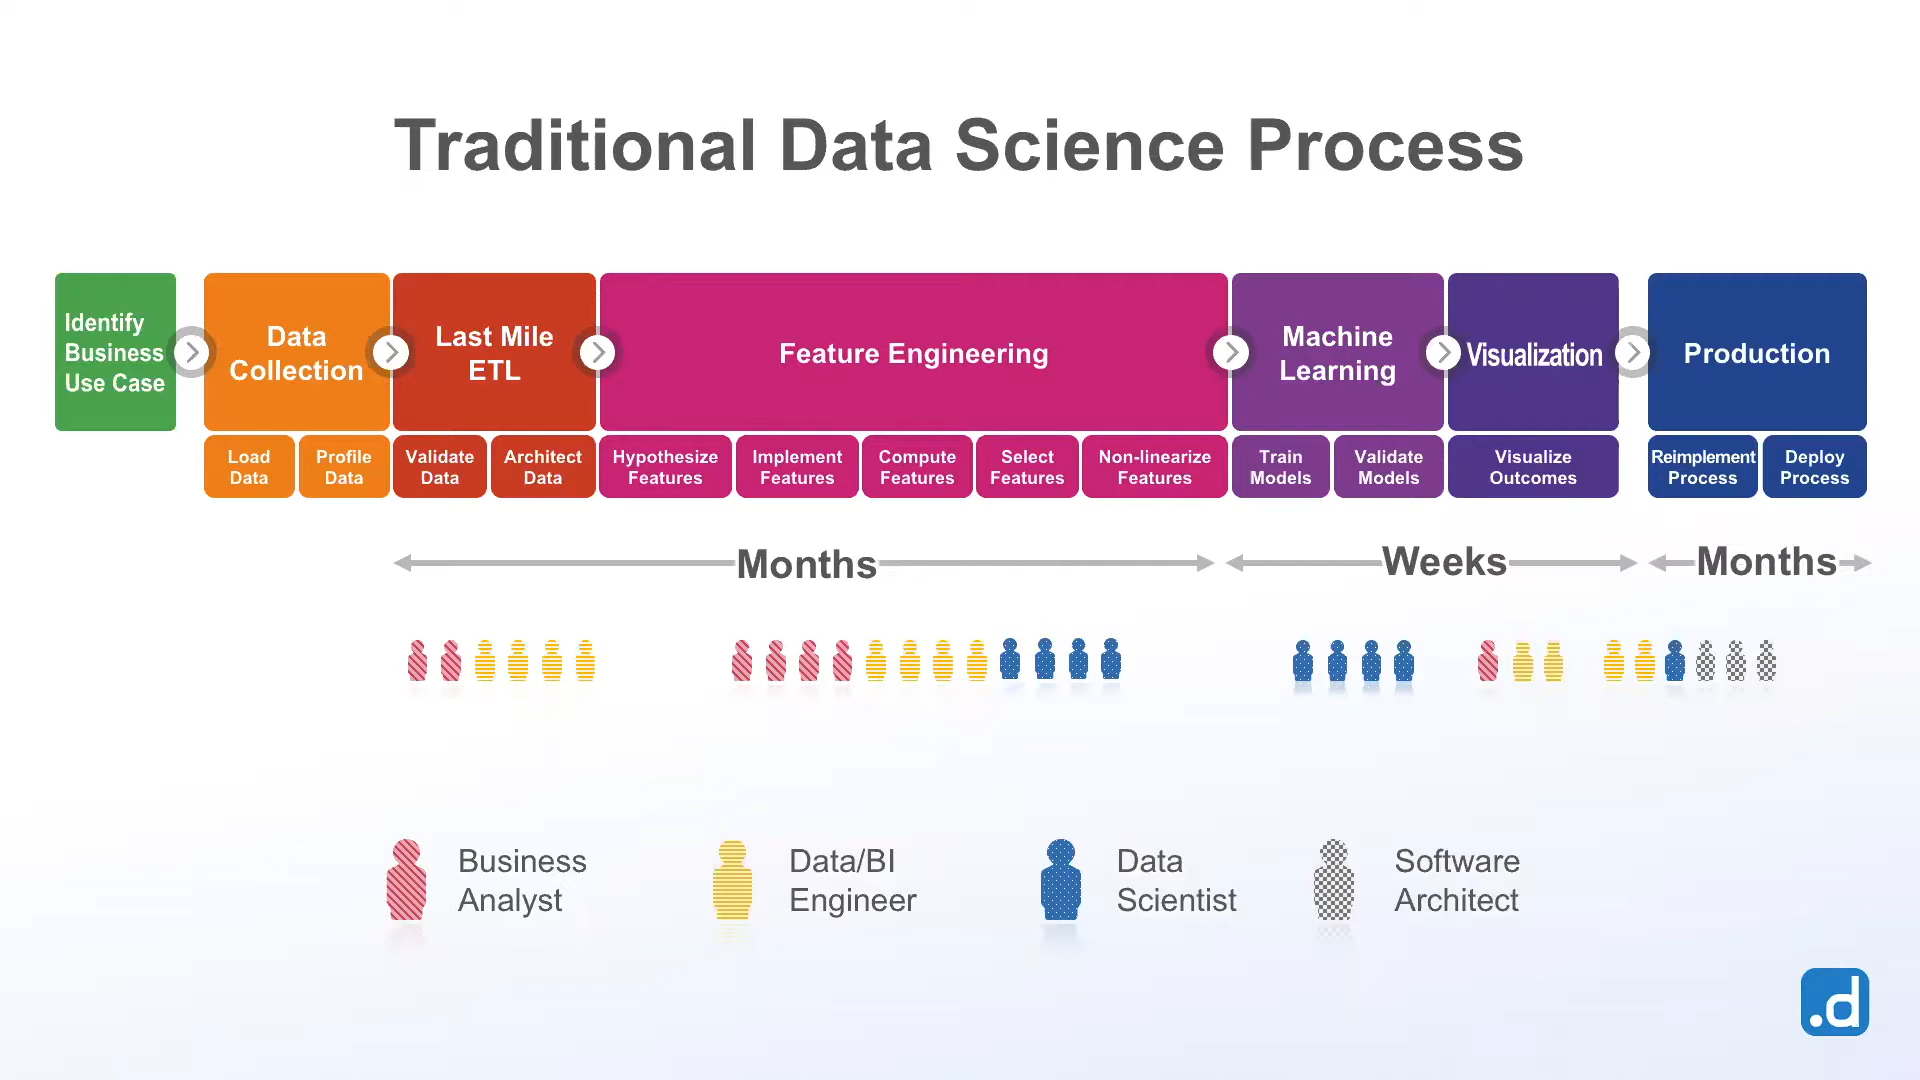 Traditional Data Science Process
Identify
Business
Use Case
Data
Collection
Last Mile
ETL
Feature Engineering
Machine
Learning
Visualization
Production
Load
Data
Profile
Data
Validate
Data
Architect
Data
Hypothesize
Features
Implement
Features
Compute
Features
Select
Features
Non-linearize
Features
Train
Models
Validate
Models
Visualize
Outcomes
Reimplement
Process
Deploy
Process
Months
Weeks
Months
Business
Analyst
Data/BI
Engineer
Data
Scientist
Software
Architect
.d